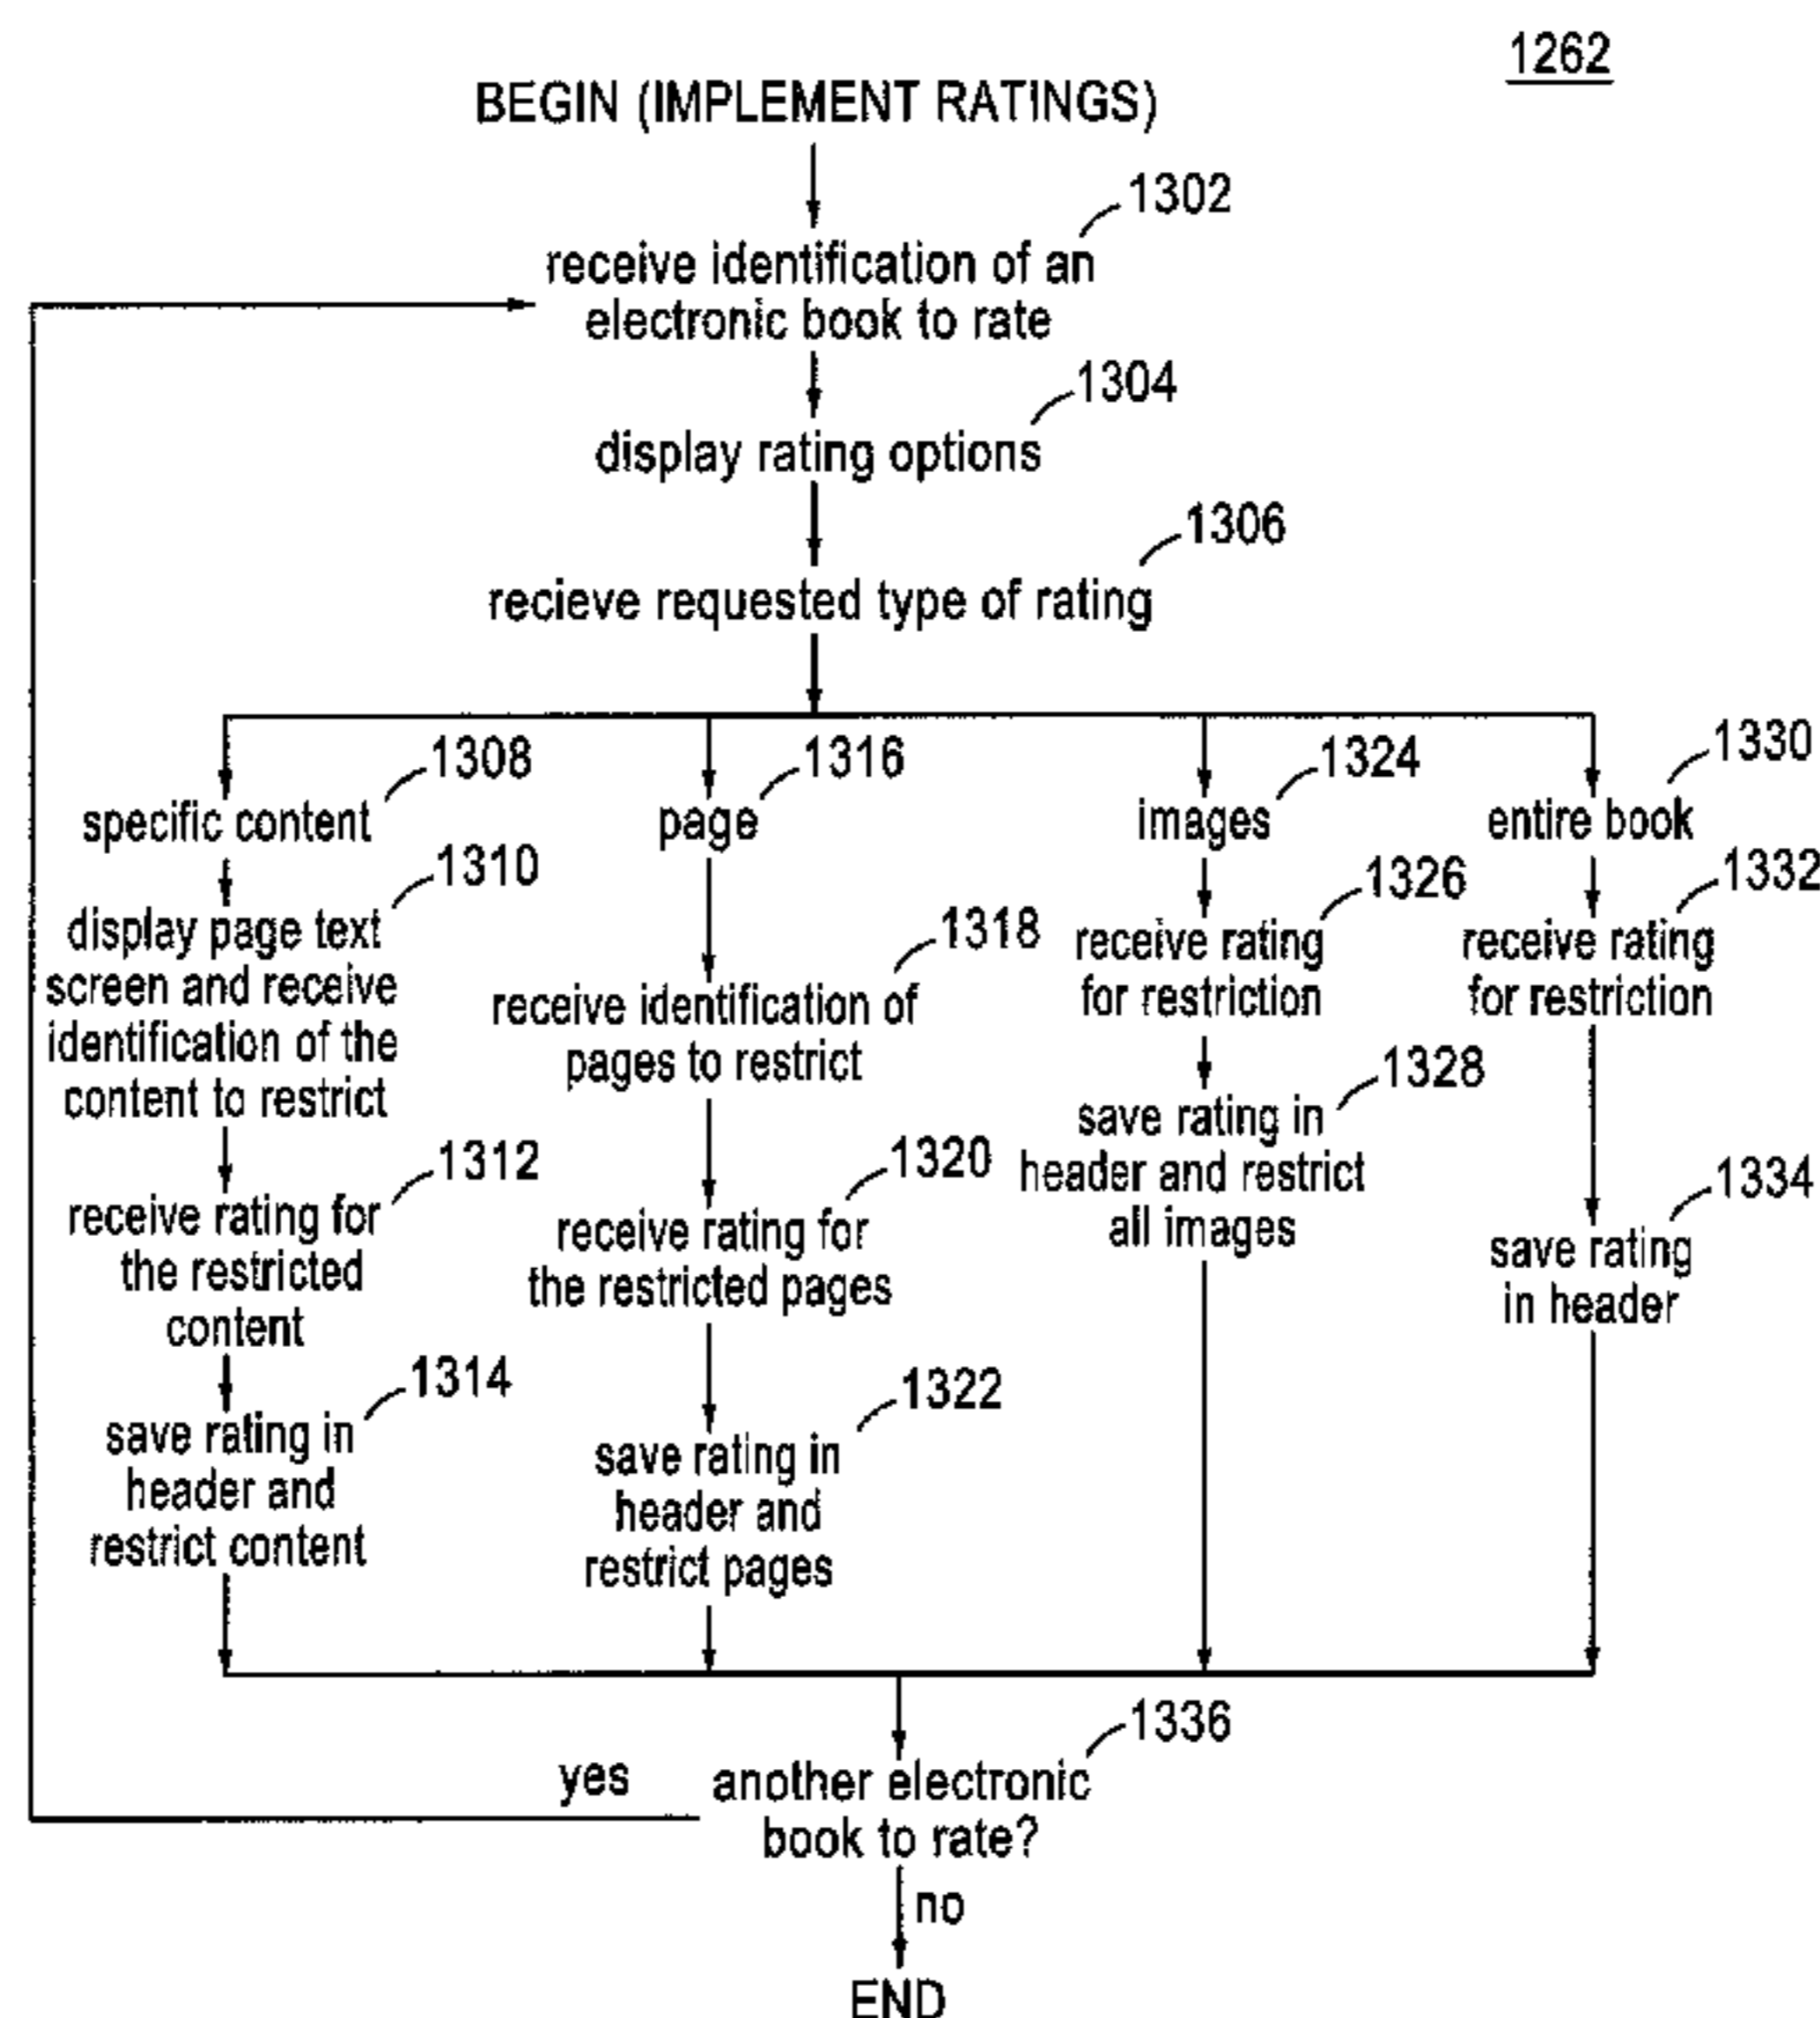 1262
BEGIN (IMPLEMENT RATINGS)
1302
receive identification of an
electronic book to rate
1304
display rating options
1306
recieve requested type of rating
1308
specific content
1310
display page text
screen and receive
identification of the
content to restrict
1312
receive rating for
the restricted
content
1314
save rating in
header and
restrict content
1316
page
1318
receive identification of
pages to restrict
1320
receive rating for
the restricted pages
1322
save rating in
header and
restrict pages
1324
images
1326
receive rating
for restriction
1328
save rating in
header and restrict
all images
1330
entire book
1332
receive rating
for restriction
1334
save rating
in header
1336
another electronic
book to rate?
yes
no
END